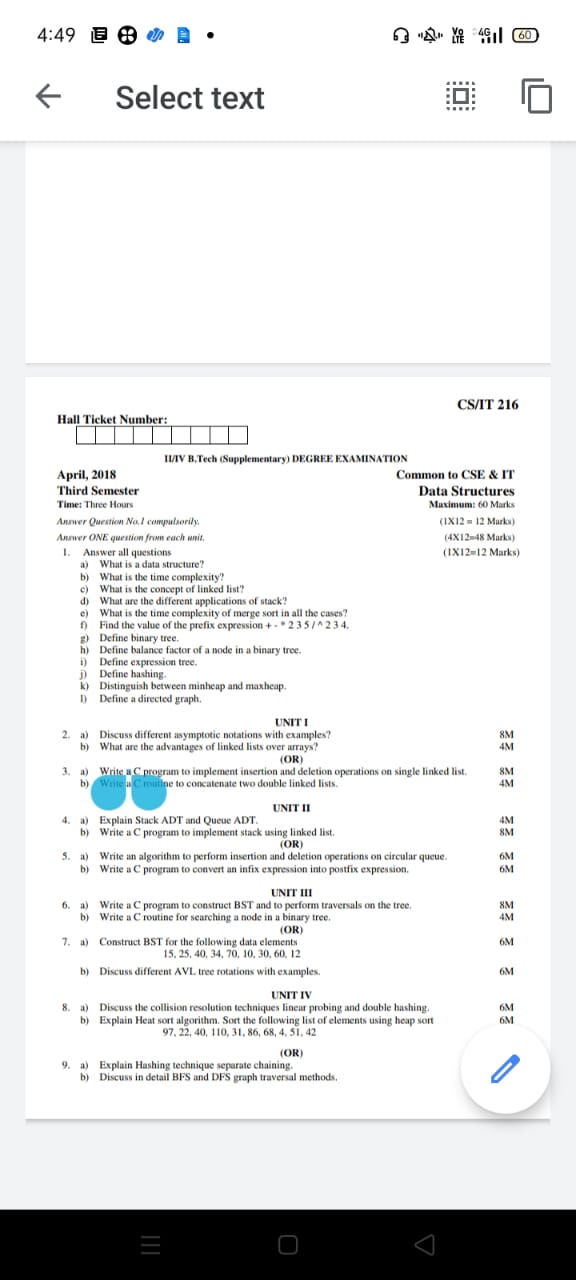 4:49
Vo LTE 4G 60
Select text
CS/IT 216
Hall Ticket Number:
II/IV B.Tech (Supplementary) DEGREE EXAMINATION
April, 2018 Common to CSE & IT
Third Semester Data Structures
Time: Three Hours Maximum: 60 Marks
Answer Question No.1 compulsorily. (1X12 = 12 Marks)
Answer ONE question from each unit. (4X12=48 Marks)
1. Answer all questions (1X12=12 Marks)
a) What is a data structure?
b) What is the time complexity?
c) What is the concept of linked list?
d) What are the different applications of stack?
e) What is the time complexity of merge sort in all the cases?
f) Find the value of the prefix expression + - * 2 3 5 / ^ 2 3 4.
g) Define binary tree.
h) Define balance factor of a node in a binary tree.
i) Define expression tree.
j) Define hashing.
k) Distinguish between minheap and maxheap.
l) Define a directed graph.
UNIT I
2. a) Discuss different asymptotic notations with examples? 8M
b) What are the advantages of linked lists over arrays? 4M
(OR)
3. a) Write a C program to implement insertion and deletion operations on single linked list. 8M
b) Write a C routine to concatenate two double linked lists. 4M
UNIT II
4. a) Explain Stack ADT and Queue ADT. 4M
b) Write a C program to implement stack using linked list. 8M
(OR)
5. a) Write an algorithm to perform insertion and deletion operations on circular queue. 6M
b) Write a C program to convert an infix expression into postfix expression. 6M
UNIT III
6. a) Write a C program to construct BST and to perform traversals on the tree. 8M
b) Write a C routine for searching a node in a binary tree. 4M
(OR)
7. a) Construct BST for the following data elements 6M
15, 25, 40, 34, 70, 10, 30, 60, 12
b) Discuss different AVL tree rotations with examples. 6M
UNIT IV
8. a) Discuss the collision resolution techniques linear probing and double hashing. 6M
b) Explain Heat sort algorithm. Sort the following list of elements using heap sort 6M
97, 22, 40, 110, 31, 86, 68, 4, 51, 42
(OR)
9. a) Explain Hashing technique separate chaining.
b) Discuss in detail BFS and DFS graph traversal methods.